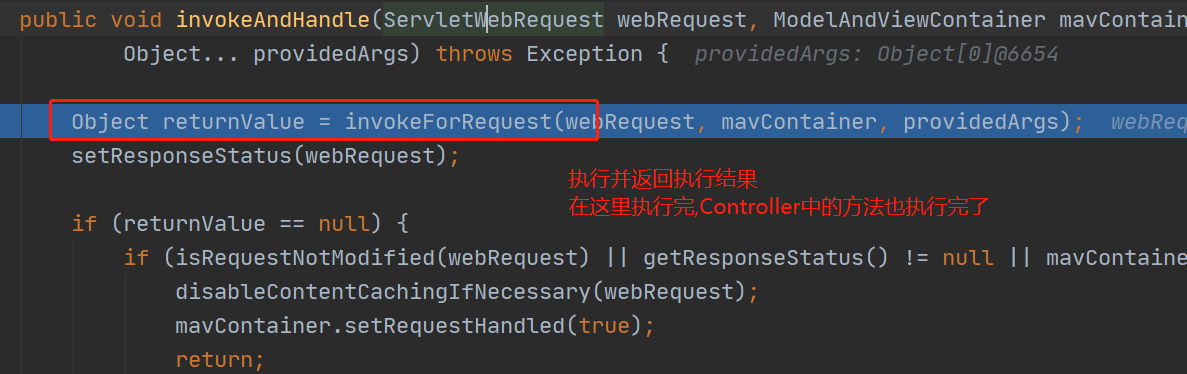 public void invokeAndHandle(ServletWebRequest webRequest, ModelAndViewContainer mavContain
Object... providedArgs) throws Exception { providedArgs: Object[0]@6654
Object returnValue = invokeForRequest(webRequest, mavContainer, providedArgs); webReq
setResponseStatus(webRequest);
执行并返回执行结果
在这里执行完,Controller中的方法也执行完了
if (returnValue == null) {
if (isRequestNotModified(webRequest) || getResponseStatus() != null || mavContaine
disableContentCachingIfNecessary(webRequest);
mavContainer.setRequestHandled(true);
return;